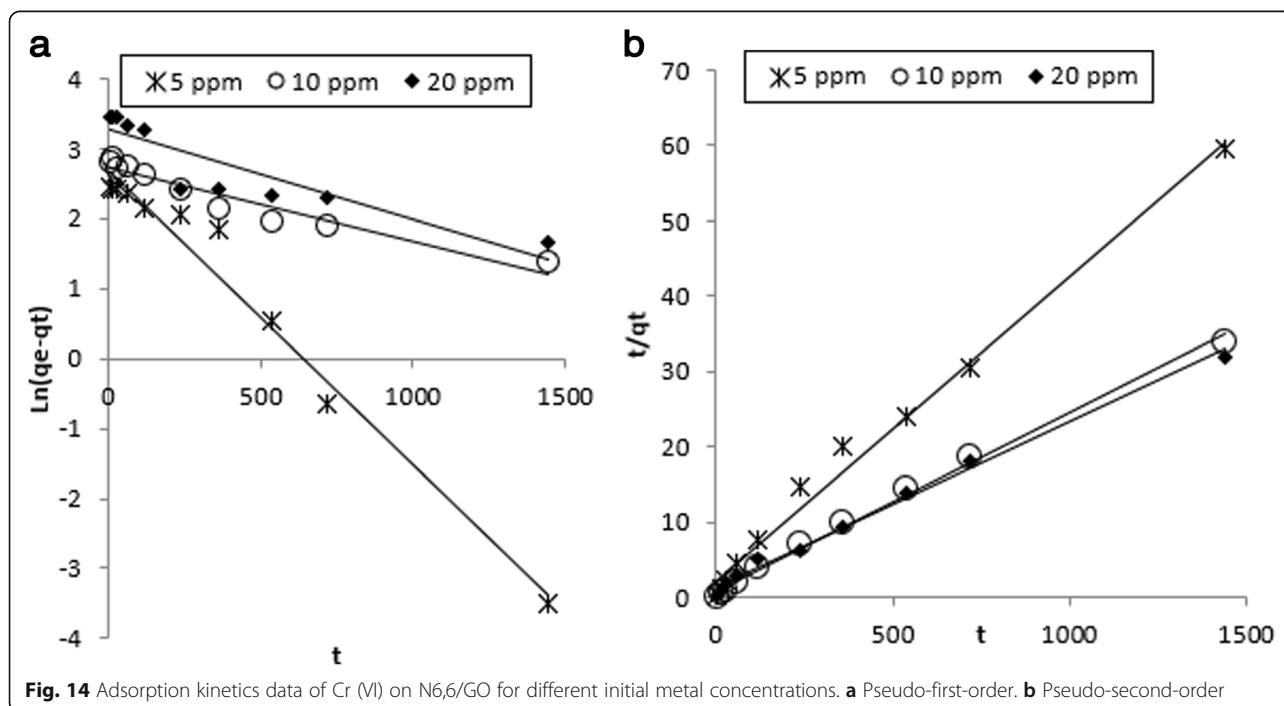 a
5 ppm 10 ppm 20 ppm
4
3
2
1
0
-1
-2
-3
-4
0 500 1000 1500
Ln(qe-qt)
t
b
5 ppm 10 ppm 20 ppm
70
60
50
40
30
20
10
0
0 500 t 1000 1500
t/qt
Fig. 14 Adsorption kinetics data of Cr (VI) on N6,6/GO for different initial metal concentrations. a Pseudo-first-order. b Pseudo-second-order